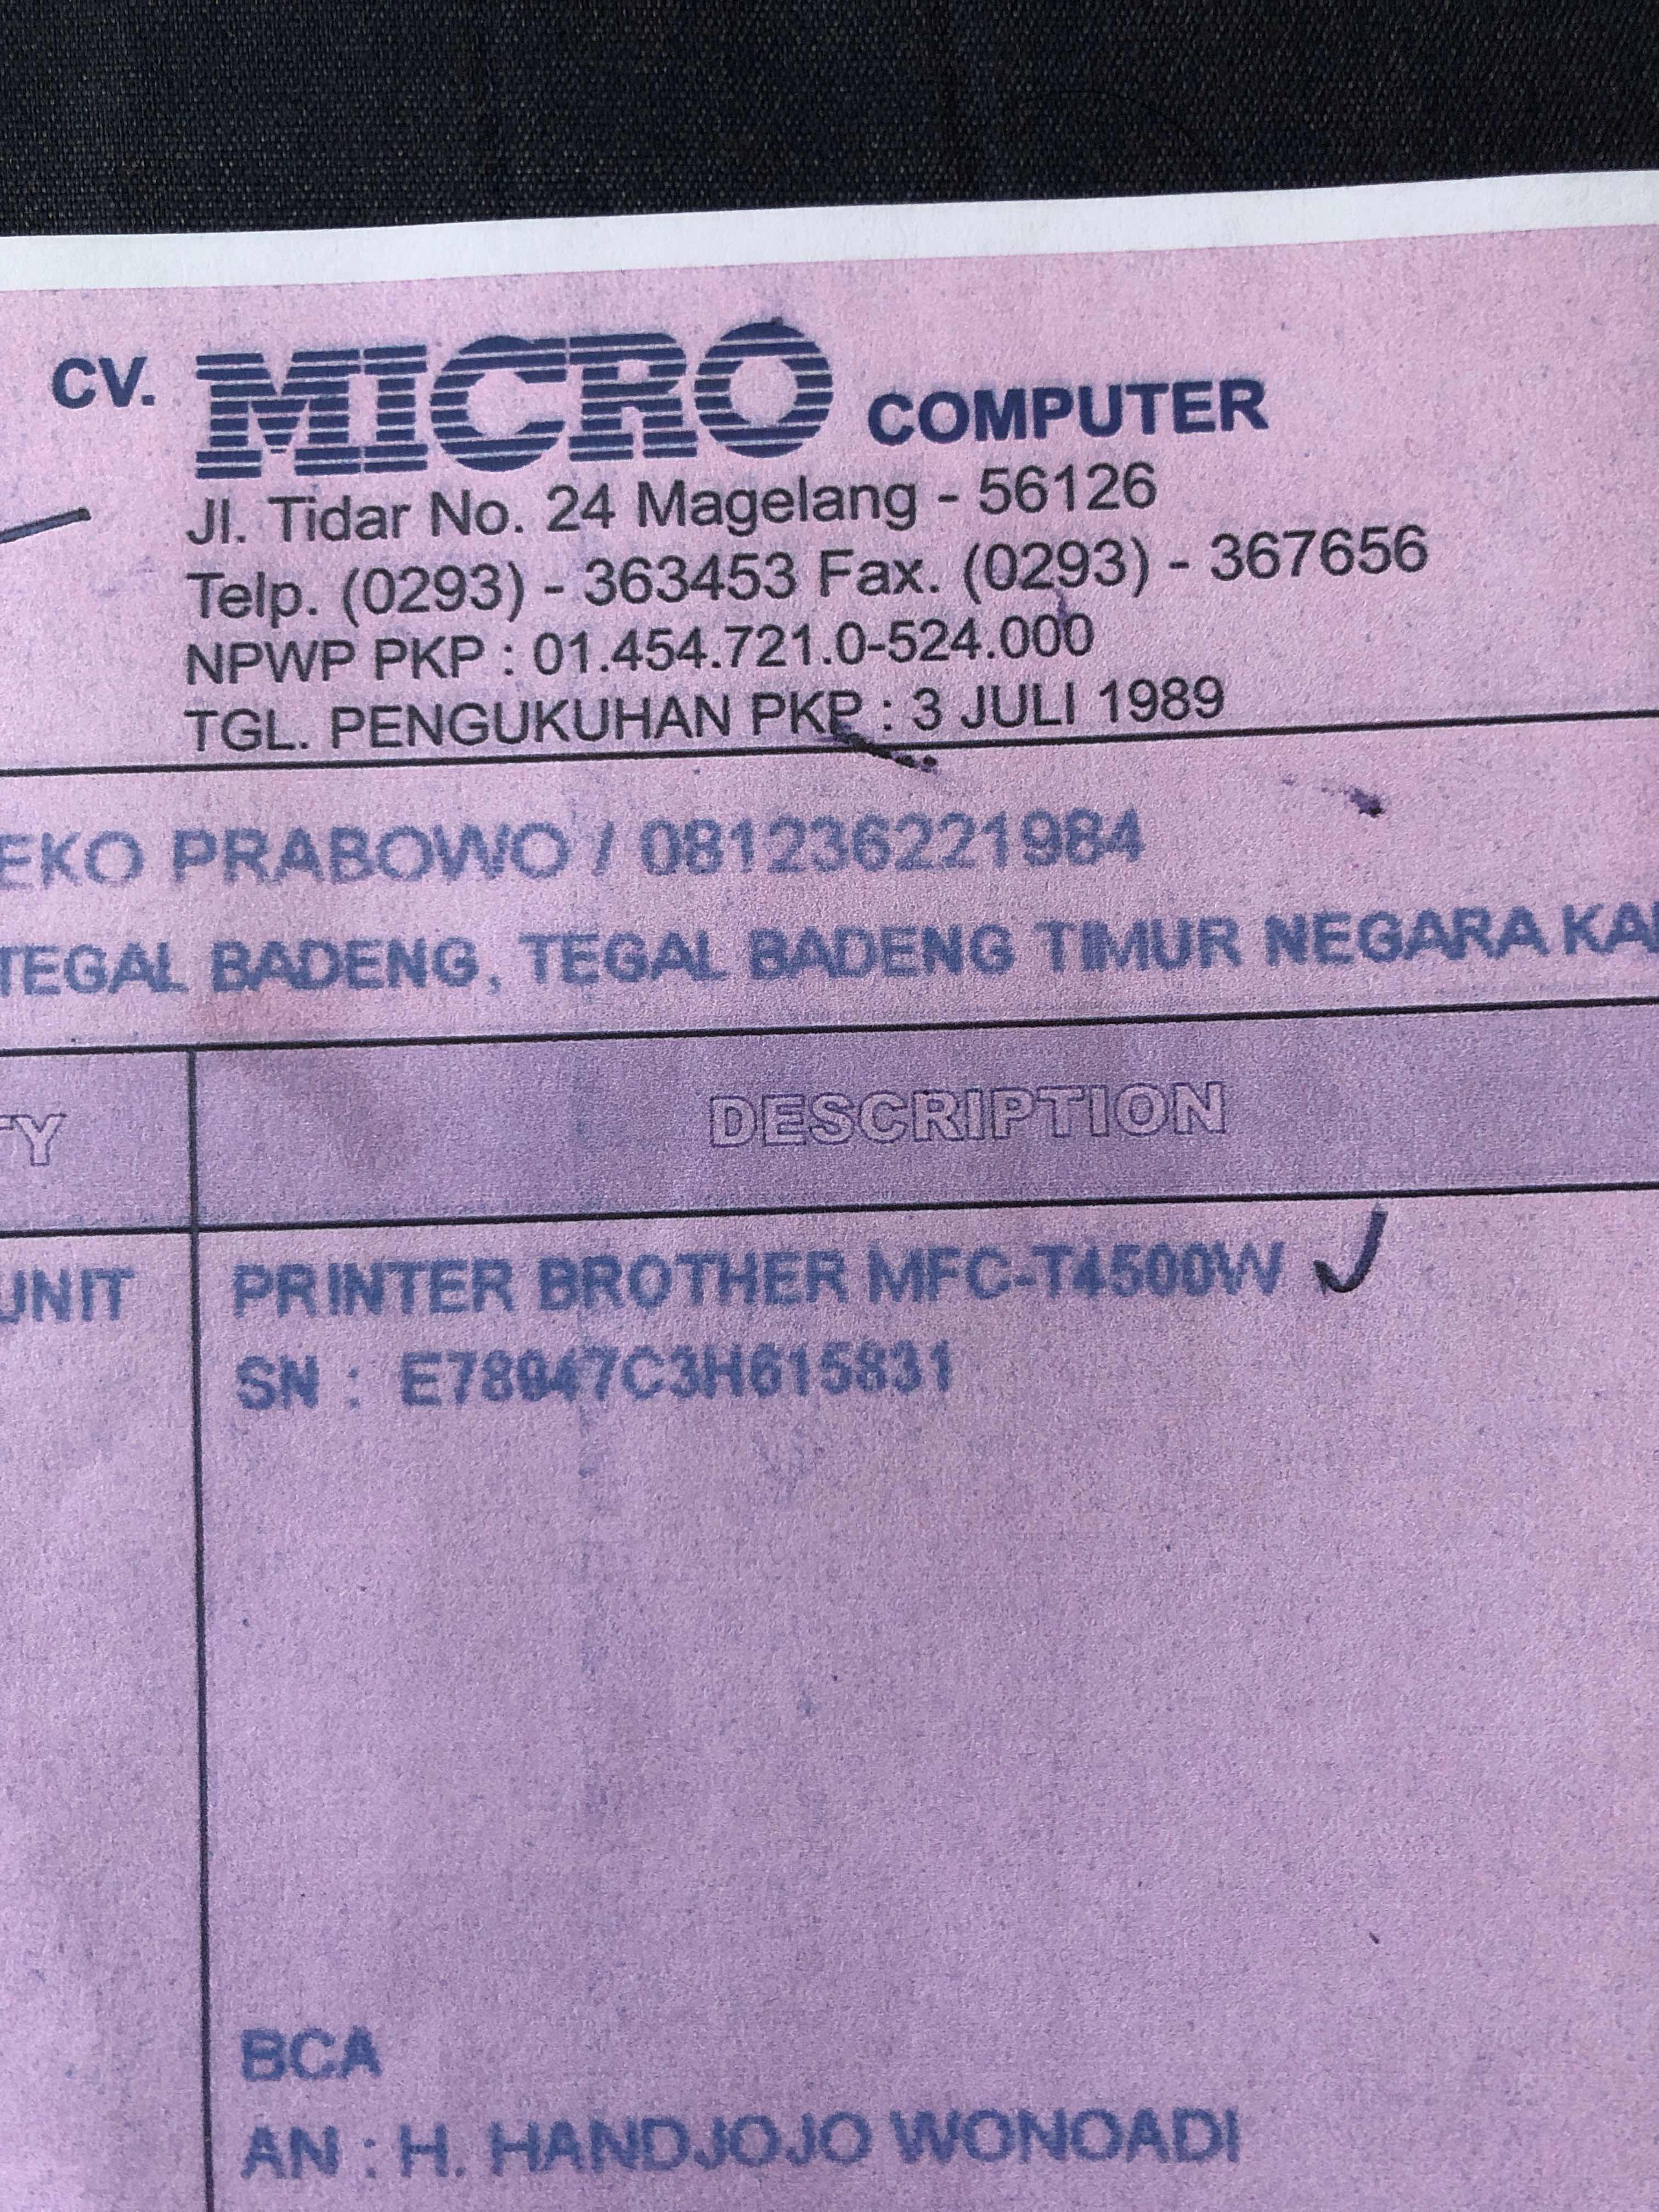 CV. MICRO COMPUTER
Jl. Tidar No. 24 Magelang - 56126
Telp. (0293) - 363453 Fax. (0293) - 367656
NPWP PKP : 01.454.721.0-524.000
TGL. PENGUKUHAN PKP : 3 JULI 1989
EKO PRABOWO / 081236221984
TEGAL BADENG, TEGAL BADENG TIMUR NEGARA
DESCRIPTION
UNIT PRINTER BROTHER MFC-T4500W
SN : E78047C3H615831
BCA
AN : H. HANDJOJO WONOADI